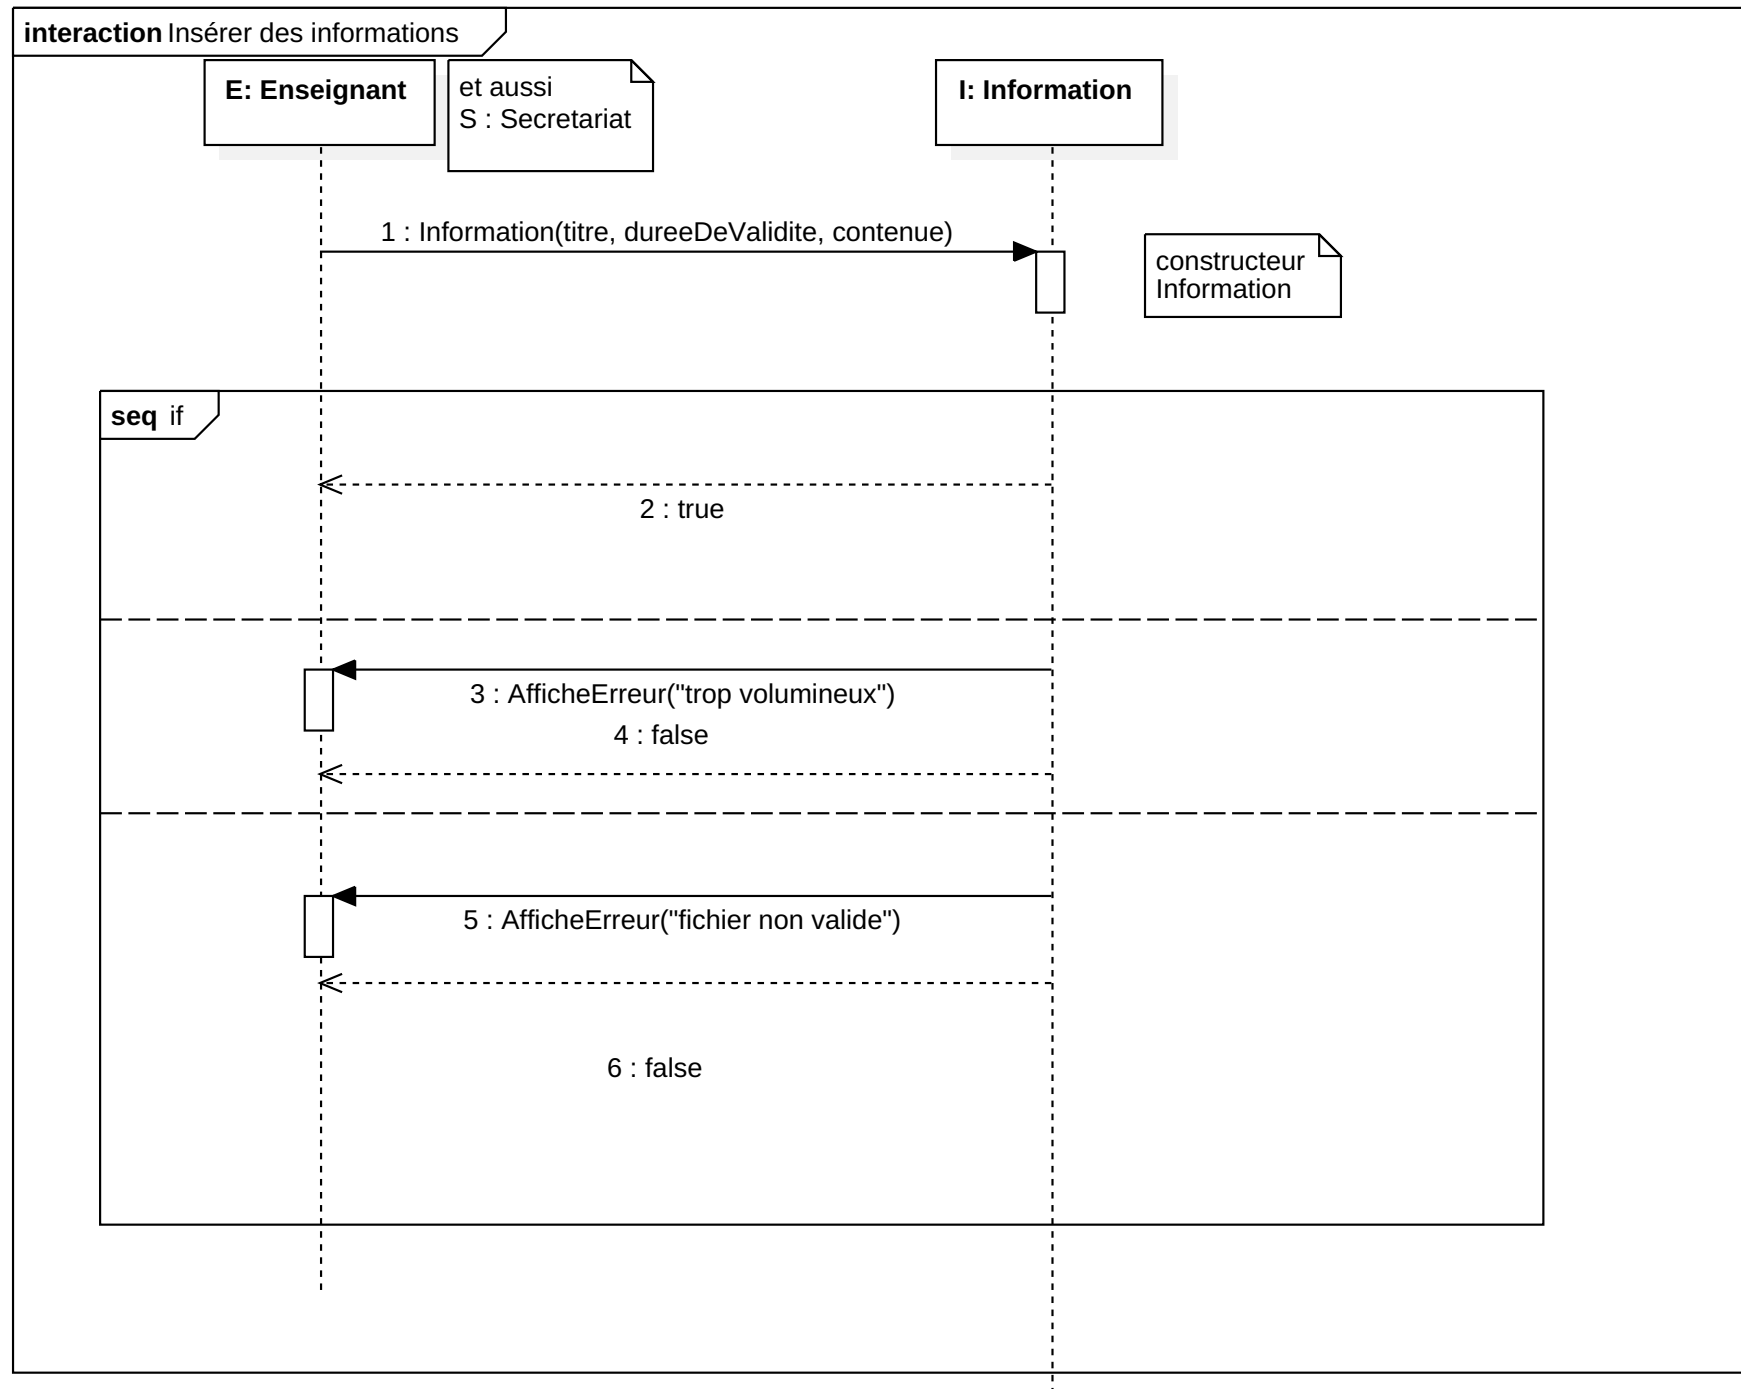 interaction Insérer des informations
E: Enseignant
et aussi
S : Secretariat
I: Information
1 : Information(titre, dureeDeValidite, contenue)
constructeur
Information
seq if
2 : true
3 : AfficheErreur("trop volumineux")
4 : false
5 : AfficheErreur("fichier non valide")
6 : false